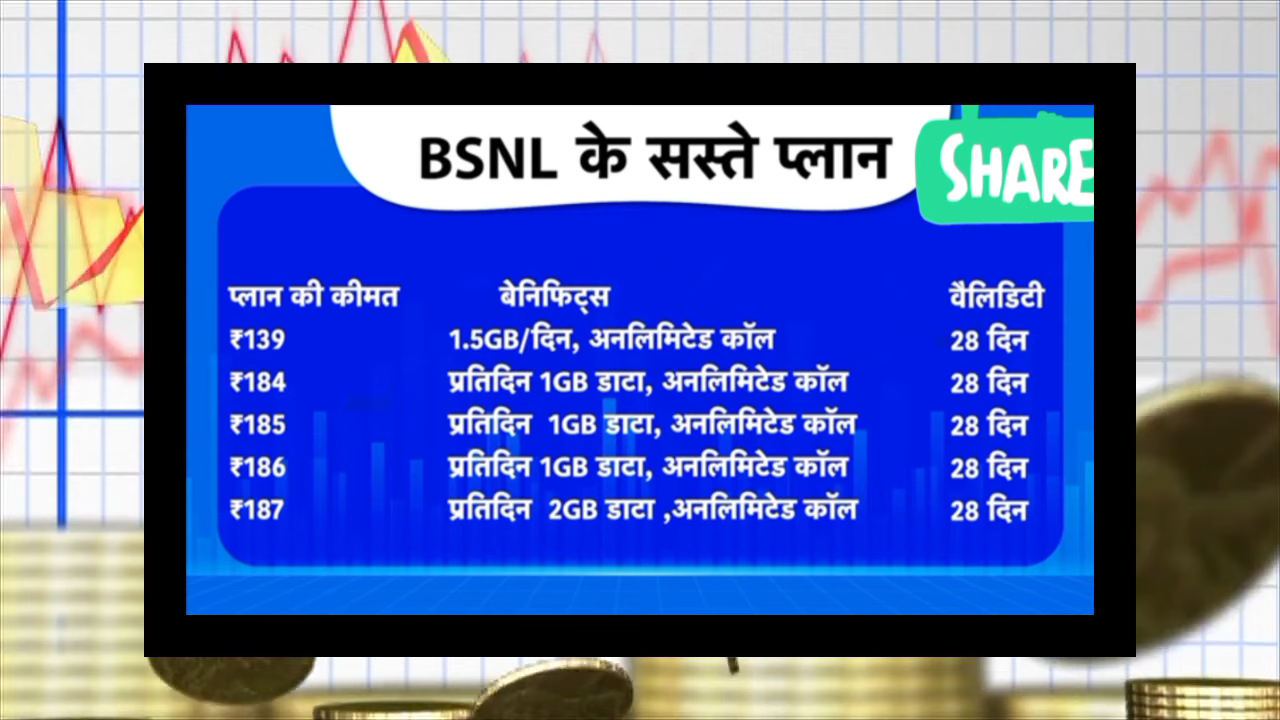 BSNL के सस्ते प्लान
SHARE
प्लान की कीमत बेनिफिट्स वैलिडिटी
₹139 1.5GB/दिन, अनलिमिटेड कॉल 28 दिन
₹184 प्रतिदिन 1GB डाटा, अनलिमिटेड कॉल 28 दिन
₹185 प्रतिदिन 1GB डाटा, अनलिमिटेड कॉल 28 दिन
₹186 प्रतिदिन 1GB डाटा, अनलिमिटेड कॉल 28 दिन
₹187 प्रतिदिन 2GB डाटा ,अनलिमिटेड कॉल 28 दिन